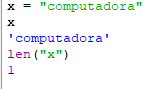 x = "computadora"
x
'computadora'
len("x")
1